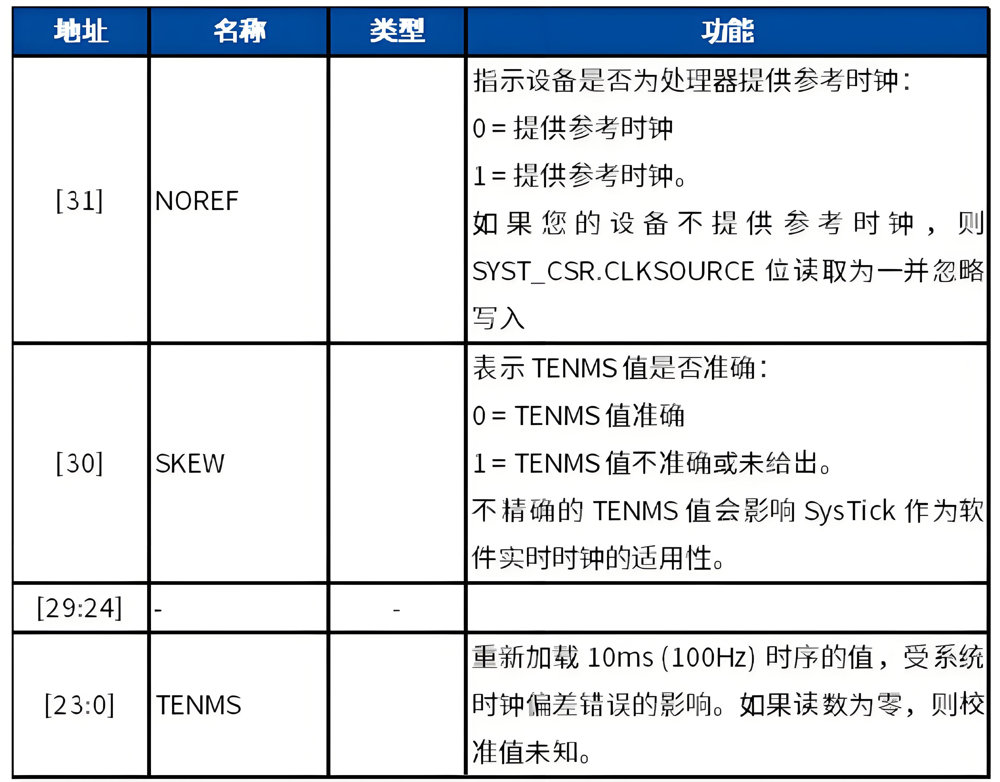 地址 名称 类型 功能
指示设备是否为处理器提供参考时钟：
0 = 提供参考时钟
1 = 提供参考时钟。
[31] NOREF
如果您的设备不提供参考时钟，则
SYST_CSR.CLKSOURCE 位读取为一并忽略
写入
表示 TENMS 值是否准确：
0 = TENMS 值准确
[30] SKEW
1 = TENMS 值不准确或未给出。
不精确的 TENMS 值会影响 SysTick 作为软
件实时时钟的适用性。
[29:24] - -
重新加载 10ms (100Hz) 时序的值，受系统
[23:0] TENMS
时钟偏差错误的影响。如果读数为零，则校
准值未知。